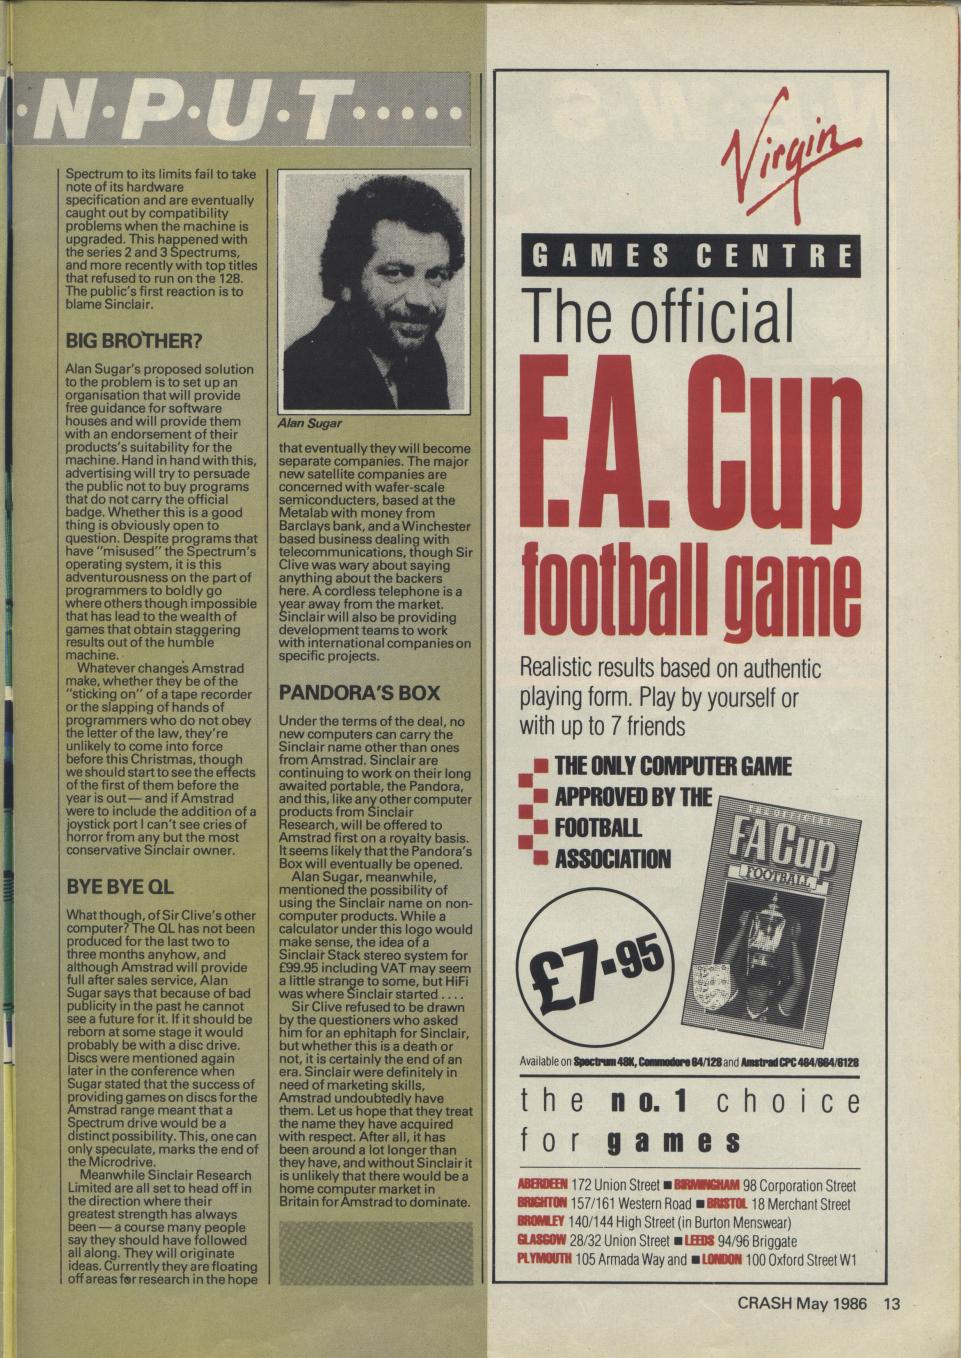 ·N·P·U·T·····
Spectrum to its limits fail to take
note of its hardware
specification and are eventually
caught out by compatibility
problems when the machine is
upgraded. This happened with
the series 2 and 3 Spectrums,
and more recently with top titles
that refused to run on the 128.
The public's first reaction is to
blame Sinclair.
BIG BROTHER?
Alan Sugar's proposed solution
to the problem is to set up an
organisation that will provide
free guidance for software
houses and will provide them
with an endorsement of their
products's suitability for the
machine. Hand in hand with this,
advertising will try to persuade
the public not to buy programs
that do not carry the official
badge. Whether this is a good
thing is obviously open to
question. Despite programs that
have "misused" the Spectrum's
operating system, it is this
adventurousness on the part of
programmers to boldly go
where others though impossible
that has lead to the wealth of
games that obtain staggering
results out of the humble
machine.
Whatever changes Amstrad
make, whether they be of the
"sticking on" of a tape recorder
or the slapping of hands of
programmers who do not obey
the letter of the law, they're
unlikely to come into force
before this Christmas, though
we should start to see the effects
of the first of them before the
year is out — and if Amstrad
were to include the addition of a
joystick port I can't see cries of
horror from any but the most
conservative Sinclair owner.
BYE BYE QL
What though, of Sir Clive's other
computer? The QL has not been
produced for the last two to
three months anyhow, and
although Amstrad will provide
full after sales service, Alan
Sugar says that because of bad
publicity in the past he cannot
see a future for it. If it should be
reborn at some stage it would
probably be with a disc drive.
Discs were mentioned again
later in the conference when
Sugar stated that the success of
providing games on discs for the
Amstrad range meant that a
Spectrum drive would be a
distinct possibility. This, one can
only speculate, marks the end of
the Microdrive.
Meanwhile Sinclair Research
Limited are all set to head off in
the direction where their
greatest strength has always
been — a course many people
say they should have followed
all along. They will originate
ideas. Currently they are floating
off areas for research in the hope
Alan Sugar
that eventually they will become
separate companies. The major
new satellite companies are
concerned with wafer-scale
semiconducters, based at the
Metalab with money from
Barclays bank, and a Winchester
based business dealing with
telecommunications, though Sir
Clive was wary about saying
anything about the backers
here. A cordless telephone is a
year away from the market.
Sinclair will also be providing
development teams to work
with international companies on
specific projects.
PANDORA'S BOX
Under the terms of the deal, no
new computers can carry the
Sinclair name other than ones
from Amstrad. Sinclair are
continuing to work on their long
awaited portable, the Pandora,
and this, like any other computer
products from Sinclair
Research, will be offered to
Amstrad first on a royalty basis.
It seems likely that the Pandora's
Box will eventually be opened.
Alan Sugar, meanwhile,
mentioned the possibility of
using the Sinclair name on non-
computer products. While a
calculator under this logo would
make sense, the idea of a
Sinclair Stack stereo system for
£99.95 including VAT may seem
a little strange to some, but HiFi
was where Sinclair started . . . .
Sir Clive refused to be drawn
by the questioners who asked
him for an ephitaph for Sinclair,
but whether this is a death or
not, it is certainly the end of an
era. Sinclair were definitely in
need of marketing skills,
Amstrad undoubtedly have
them. Let us hope that they treat
the name they have acquired
with respect. After all, it has
been around a lot longer than
they have, and without Sinclair it
is unlikely that there would be a
home computer market in
Britain for Amstrad to dominate.
Virgin
GAMES CENTRE
The official
F.A. Cup
football game
Realistic results based on authentic
playing form. Play by yourself or
with up to 7 friends
THE ONLY COMPUTER GAME
APPROVED BY THE
FOOTBALL
ASSOCIATION
THE OFFICIAL
FA Cup
FOOTBALL
£7·95
Available on Spectrum 48K, Commodore 64/128 and Amstrad CPC 464/664/6128
the no. 1 choice
for games
ABERDEEN 172 Union Street ■ BIRMINGHAM 98 Corporation Street
BRIGHTON 157/161 Western Road ■ BRISTOL 18 Merchant Street
BROMLEY 140/144 High Street (in Burton Menswear)
GLASGOW 28/32 Union Street ■ LEEDS 94/96 Briggate
PLYMOUTH 105 Armada Way and ■ LONDON 100 Oxford Street W1
CRASH May 1986 13